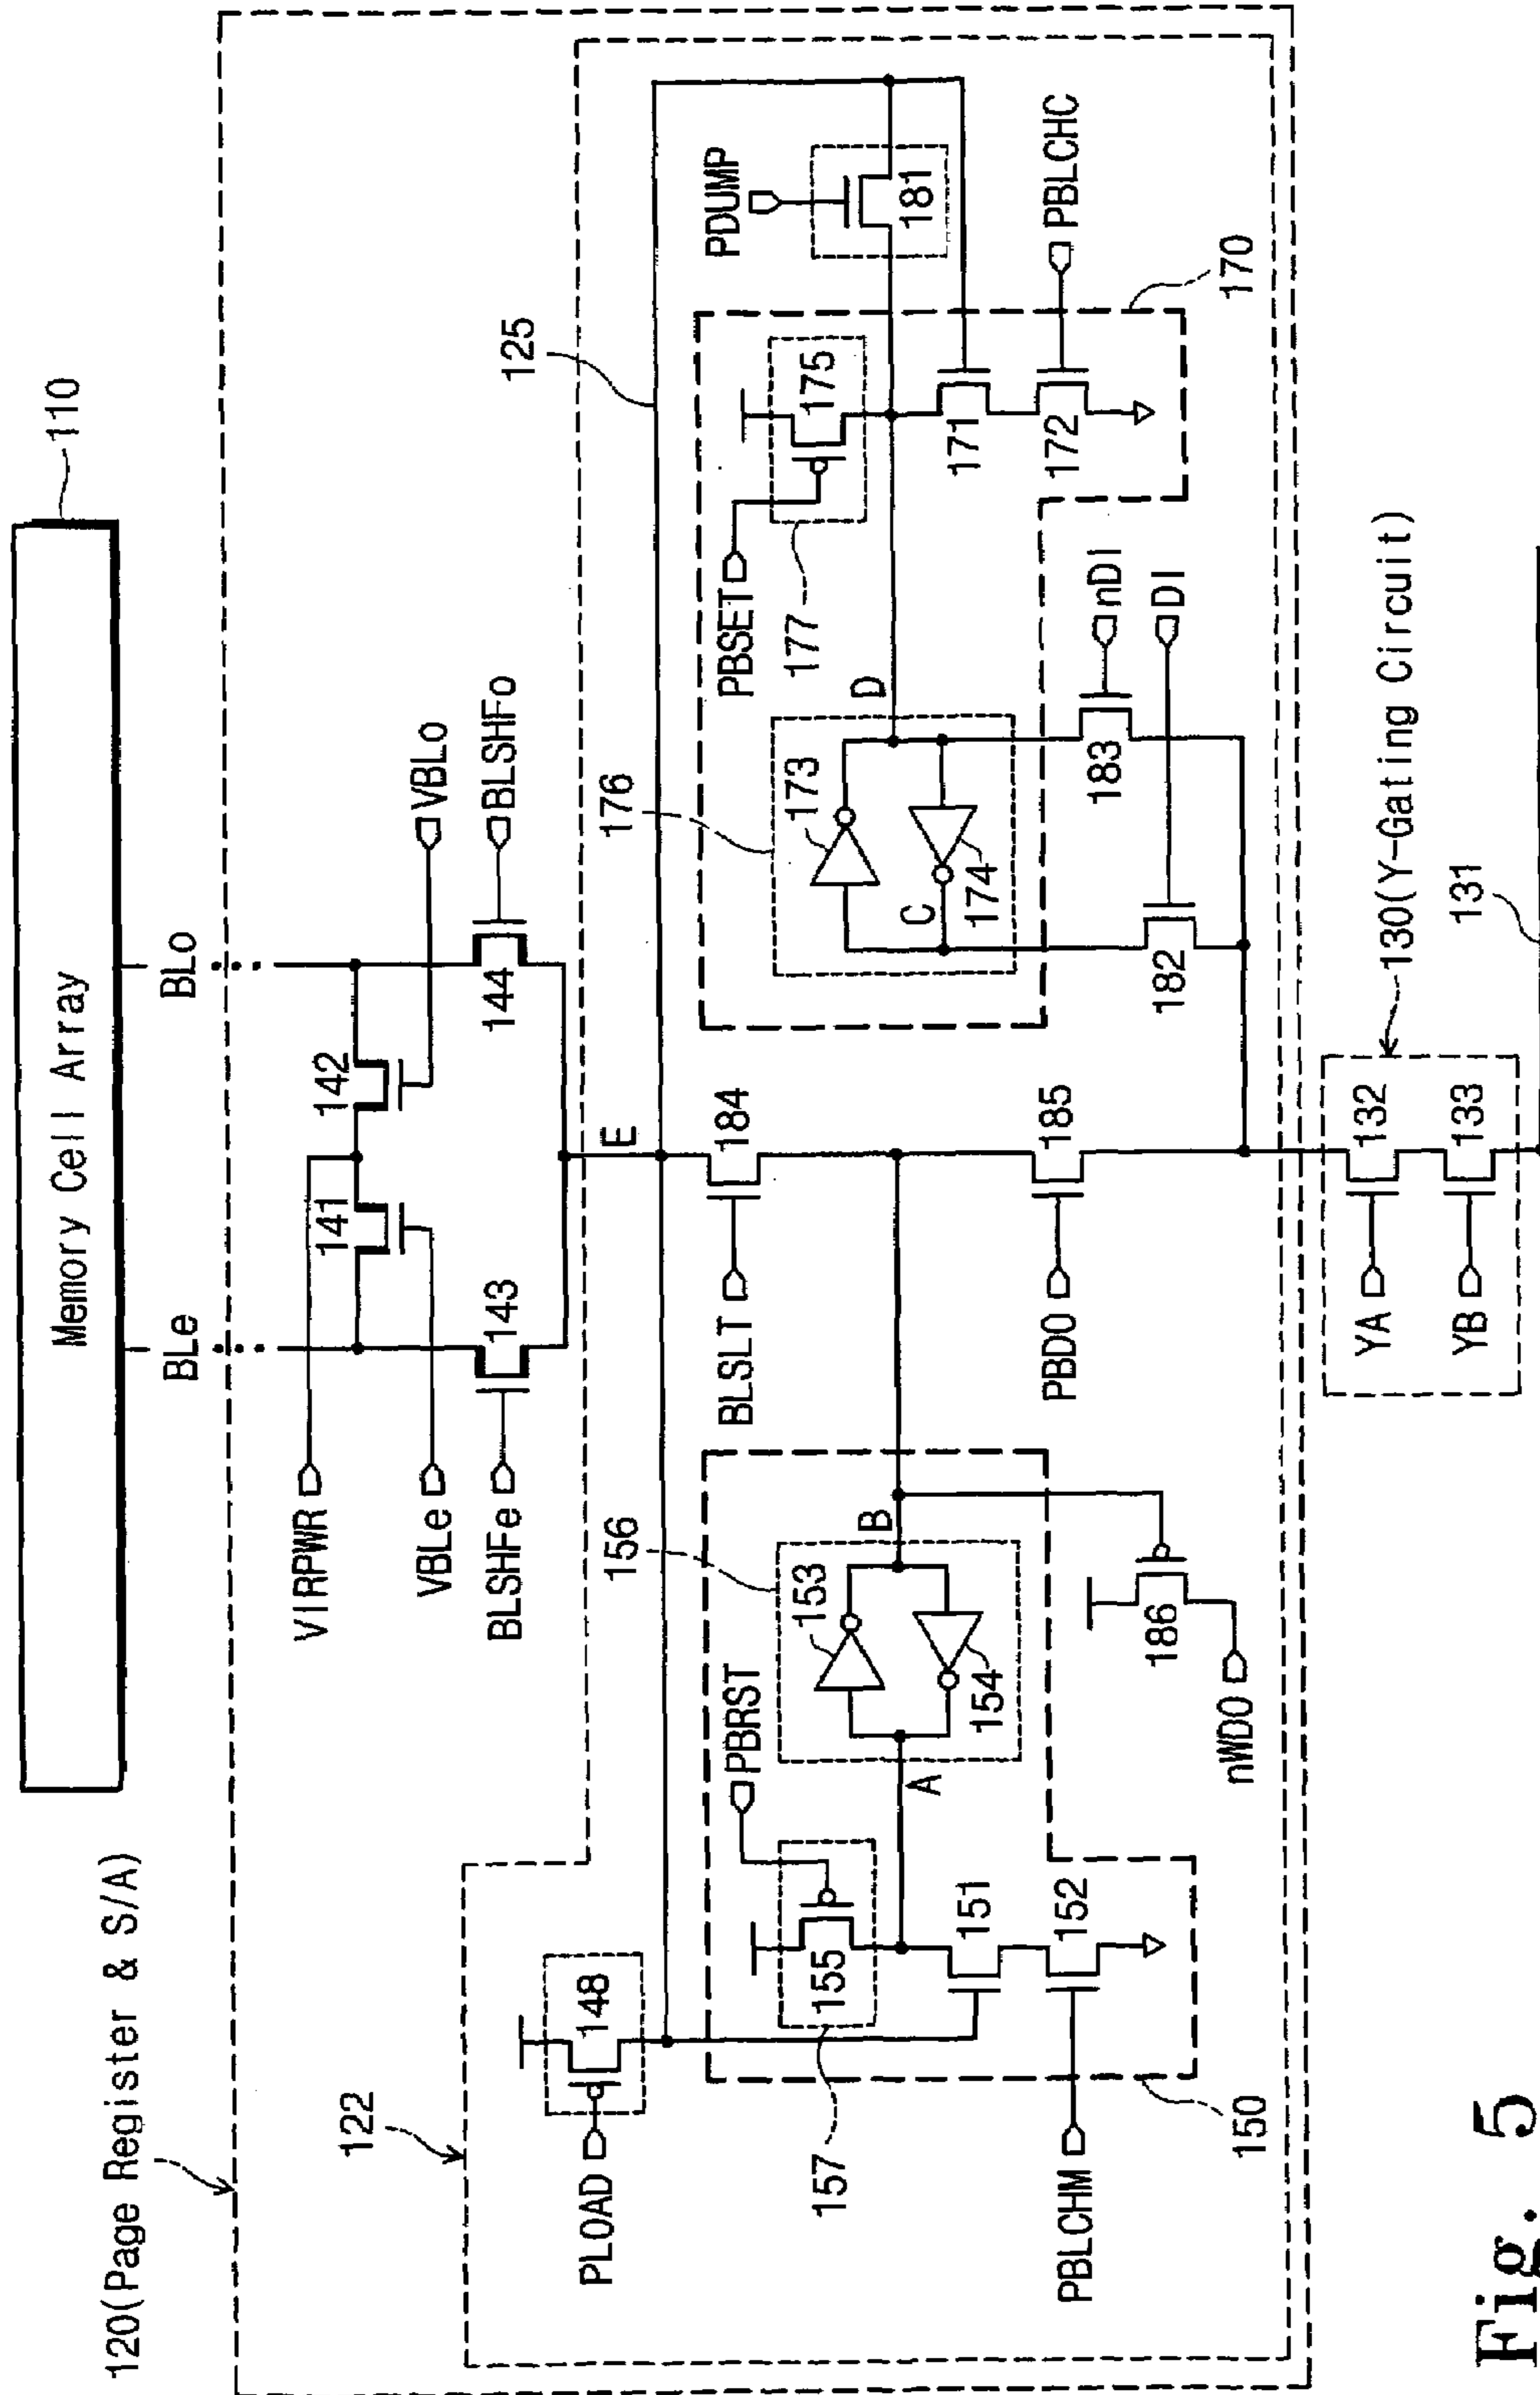 120(Page Register & S/A)
110
Memory Cell Array
BLe
BLo
VIRPWR
141
142
VBLe
VBLo
BLSHFe
143
144
BLSHFo
122
125
E
PLOAD
148
156
176
PBRST
BLSLT
184
PBSET
PDUMP
157
155
153
B
173
D
177
175
181
A
154
C
174
151
171
PBLCHM
152
172
PBLCHC
186
PBDO
185
183
nDI
182
DI
150
nWDO
170
YA
132
130(Y-Gating Circuit)
YB
133
131
Fig. 5